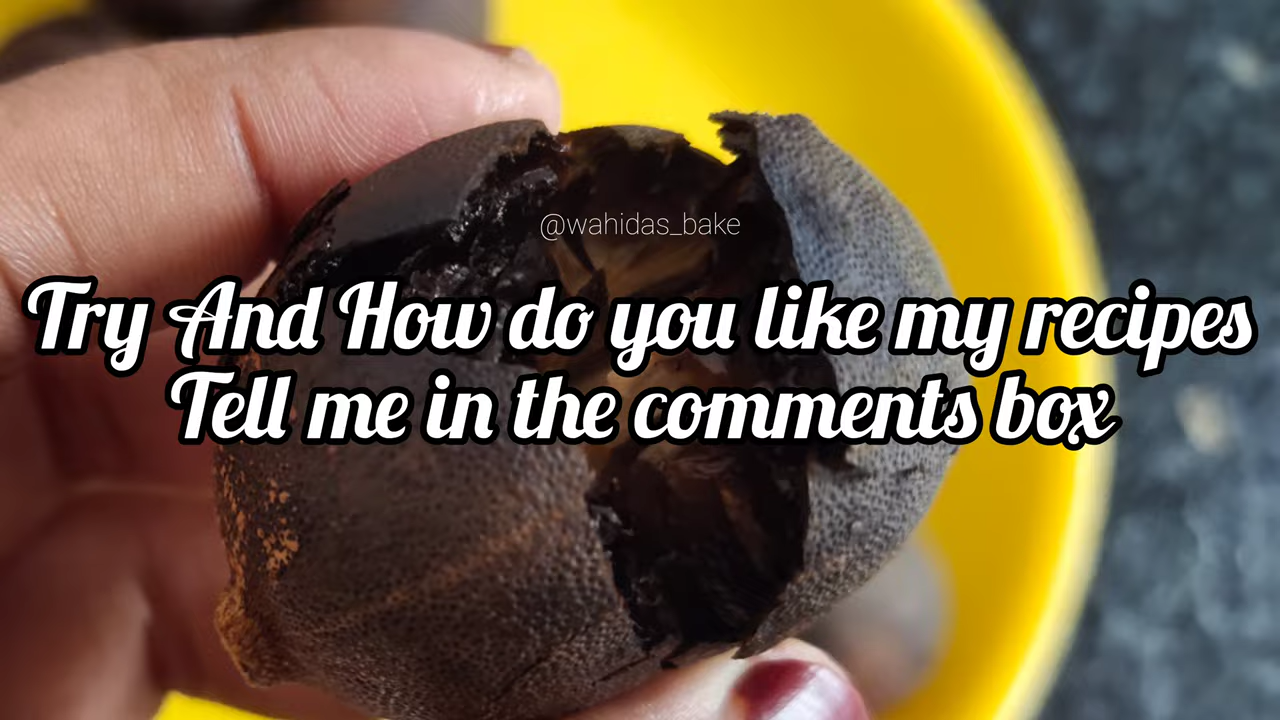 @wahidas_bake
Try And How do you like my recipes
Tell me in the comments box